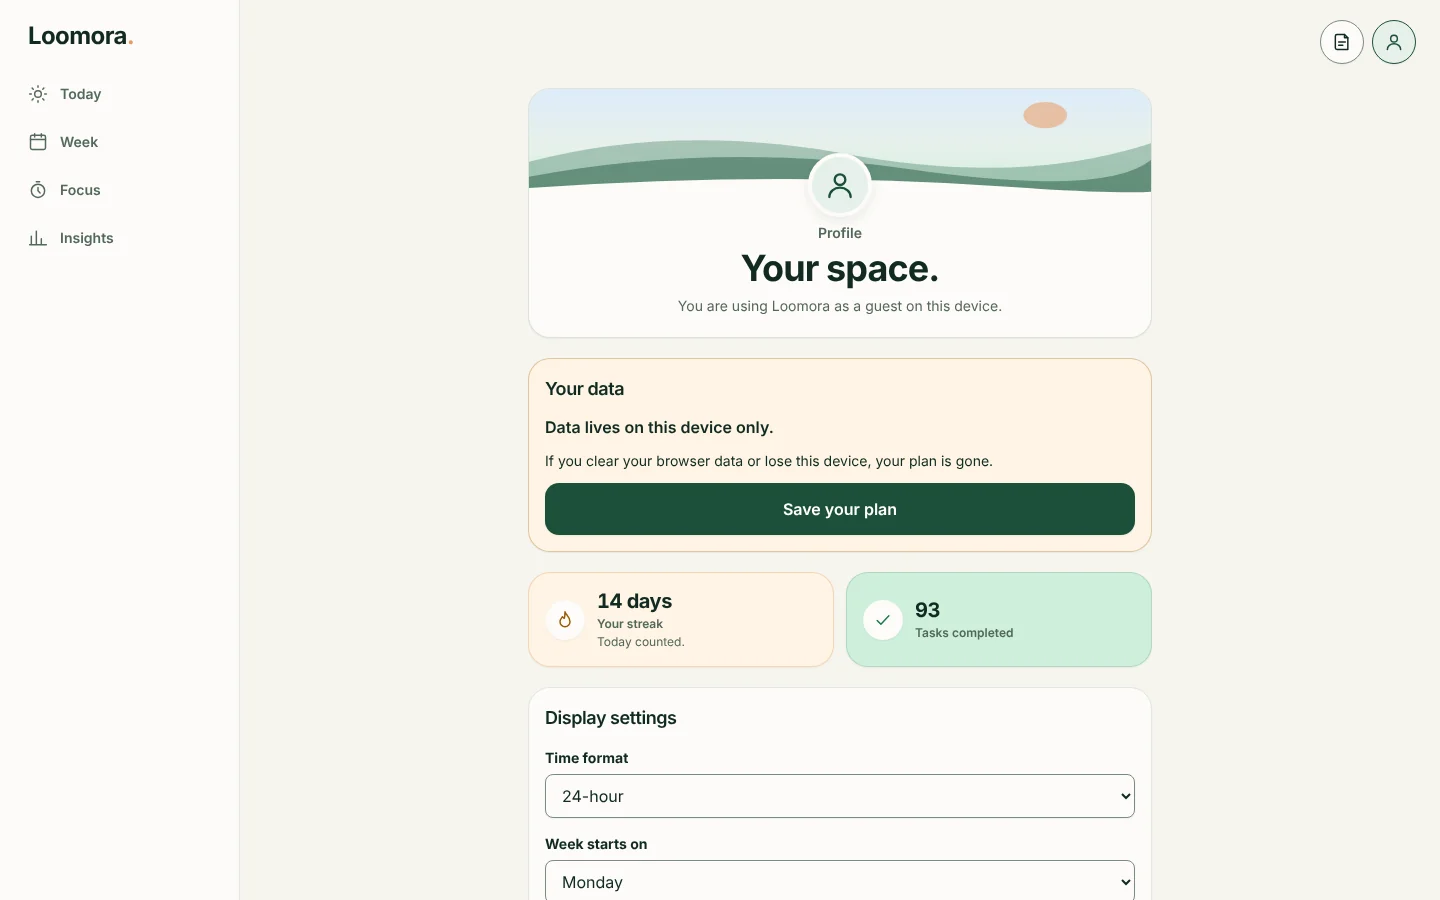 Loomora.
Today
Week
Focus
Insights
Profile
Your space.
You are using Loomora as a guest on this device.
Your data
Data lives on this device only.
If you clear your browser data or lose this device, your plan is gone.
Save your plan
14 days
Your streak
Today counted.
93
Tasks completed
Display settings
Time format
24-hour
Week starts on
Monday